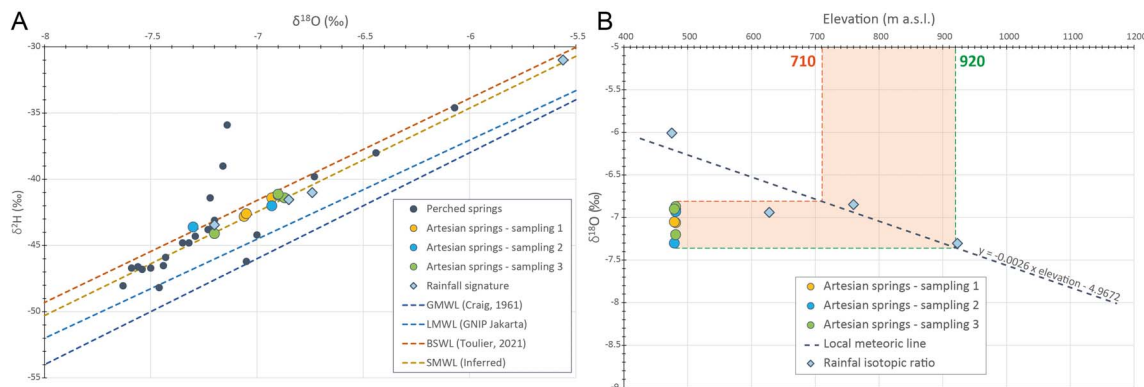 A
δ18O (‰)
-8
-7.5
-7
-6.5
-6
-5.5
-30
-35
-40
-45
-50
-55
δ2H (‰)
Perched springs
Artesian springs - sampling 1
Artesian springs - sampling 2
Artesian springs - sampling 3
Rainfall signature
GMWL (Craig, 1961)
LMWL (GNIP Jakarta)
BSWL (Toulier, 2021)
SMWL (Inferred)
B
Elevation (m a.s.l.)
400
500
600
700
800
900
1000
1100
1200
710
920
-5
-5.5
-6
-6.5
-7
-7.5
-8
-8.5
-9
δ18O (‰)
y = -0.0026 x elevation - 4.9672
Artesian springs - sampling 1
Artesian springs - sampling 2
Artesian springs - sampling 3
Local meteoric line
Rainfal isotopic ratio